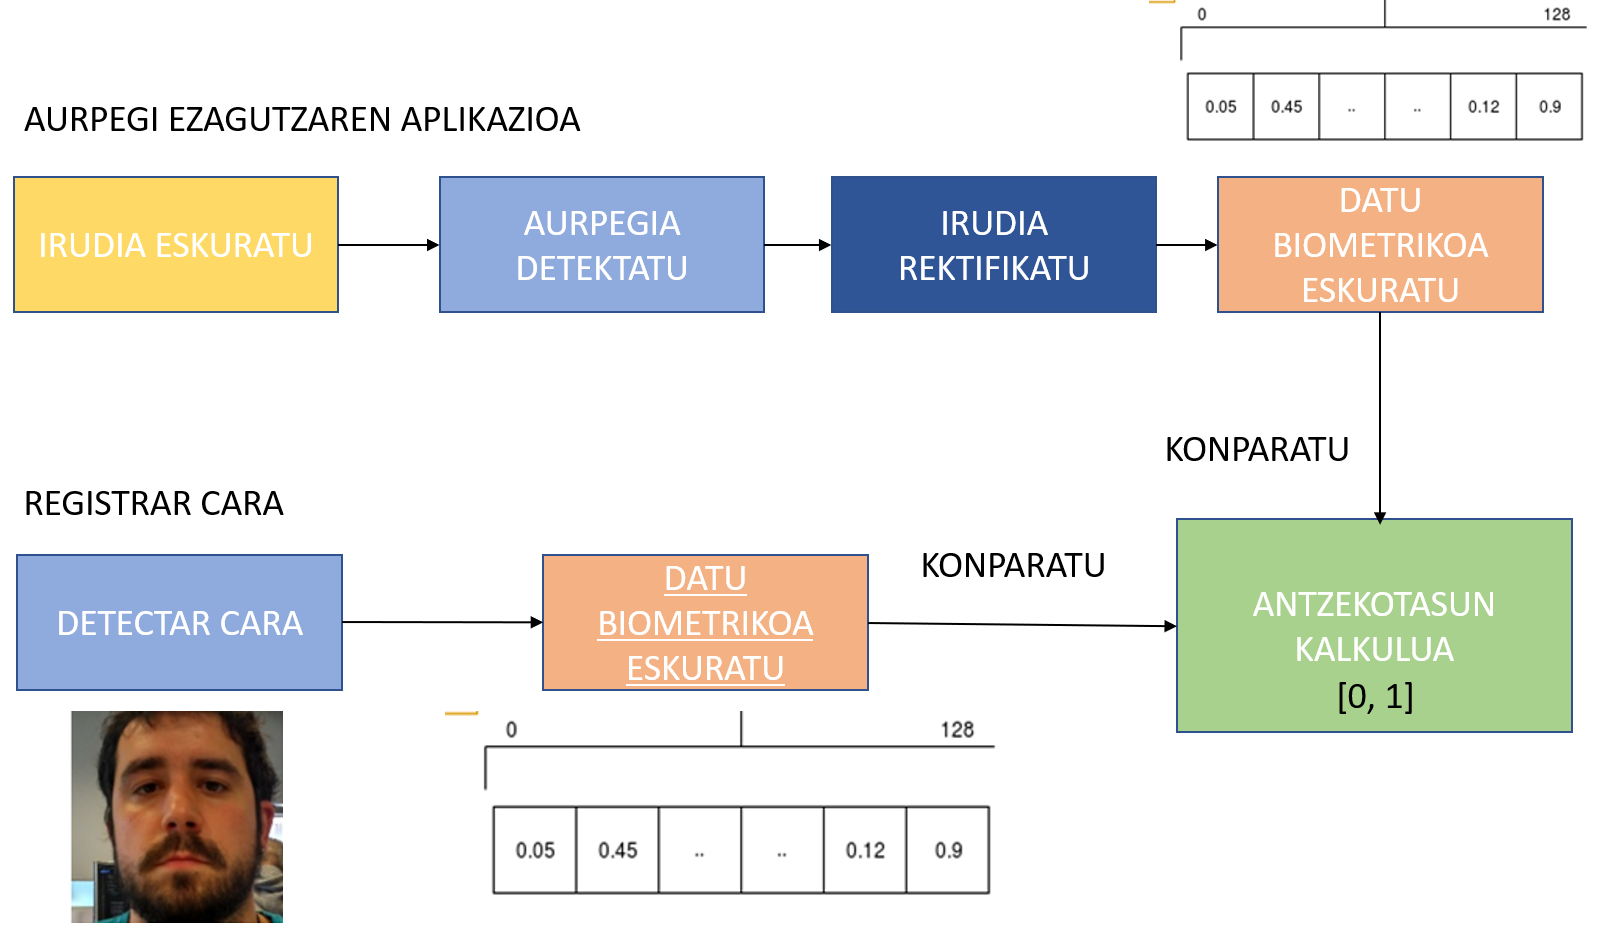 0 128
0.05 0.45 .. .. 0.12 0.9
AURPEGI EZAGUTZAREN APLIKAZIOA
IRUDIA ESKURATU
AURPEGIA
DETEKTATU
IRUDIA
REKTIFIKATU
DATU
BIOMETRIKOA
ESKURATU
KONPARATU
REGISTRAR CARA
DETECTAR CARA
DATU
BIOMETRIKOA
ESKURATU
KONPARATU
ANTZEKOTASUN
KALKULUA
[0, 1]
0 128
0.05 0.45 .. .. 0.12 0.9